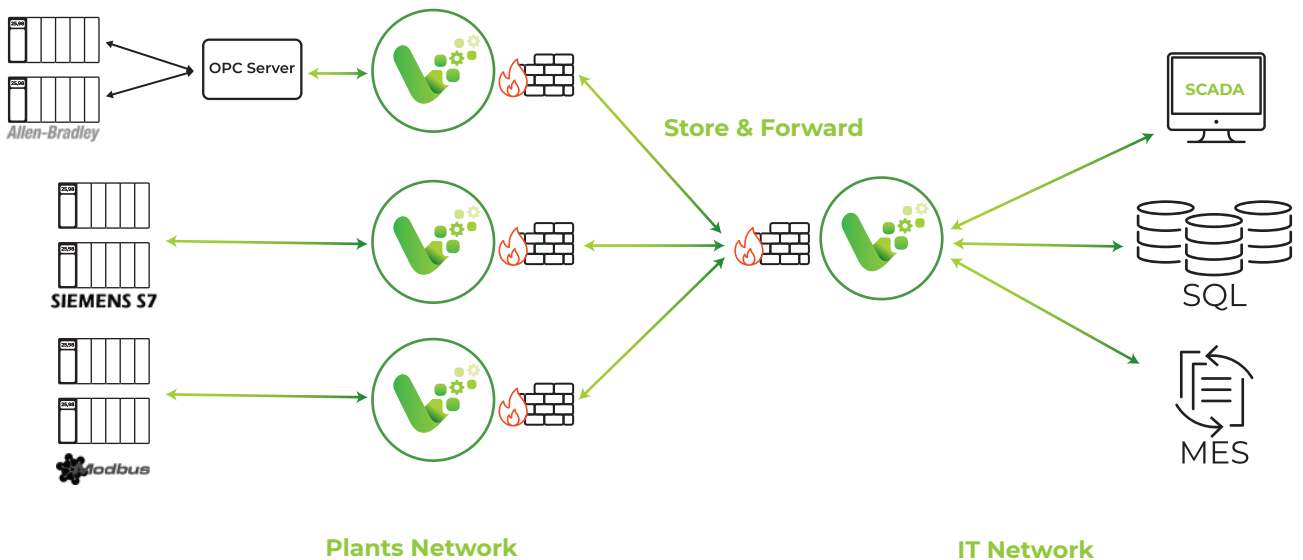 25,98
OPC Server
25,98
Allen-Bradley
Store & Forward
SCADA
25,98
25,98
SIEMENS S7
SQL
25,98
25,98
Modbus
MES
Plants Network
IT Network